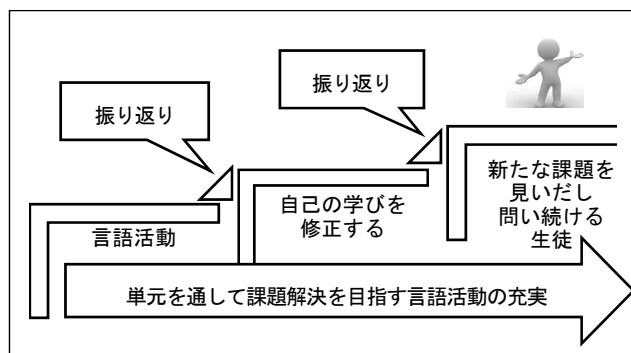 振り返り
振り返り
言語活動
自己の学びを
修正する
新たな課題を
見いだし
問い続ける
生徒
単元を通して課題解決を目指す言語活動の充実